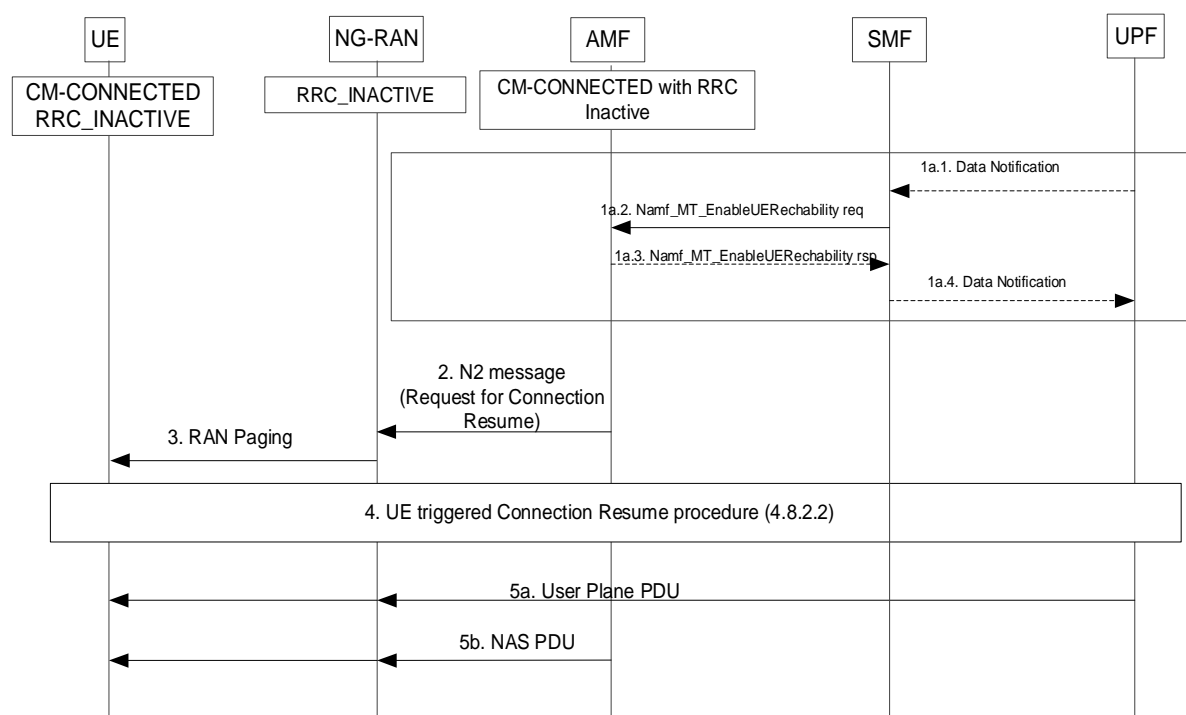 UE
NG-RAN
AMF
SMF
UPF
CM-CONNECTED
RRC_INACTIVE
RRC_INACTIVE
CM-CONNECTED with RRC
Inactive
1a.1. Data Notification
1a.2. Namf_MT_EnableUERechability req
1a.3. Namf_MT_EnableUERechability rsp
1a.4. Data Notification
2. N2 message
(Request for Connection
Resume)
3. RAN Paging
4. UE triggered Connection Resume procedure (4.8.2.2)
5a. User Plane PDU
5b. NAS PDU